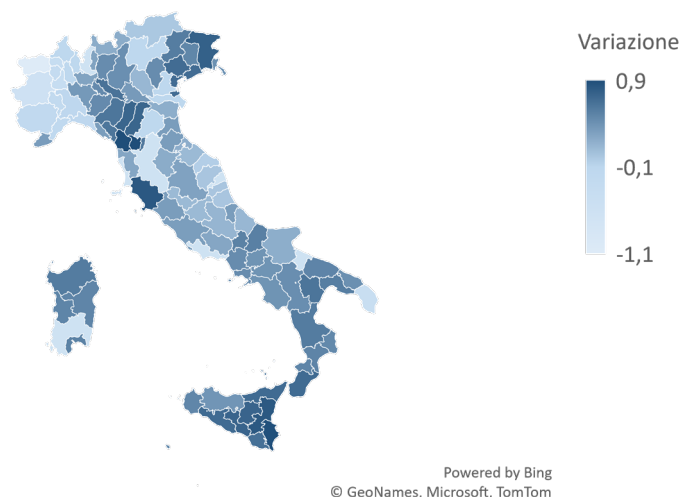 Variazione
0,9
-0,1
-1,1
Powered by Bing
© GeoNames, Microsoft, TomTom